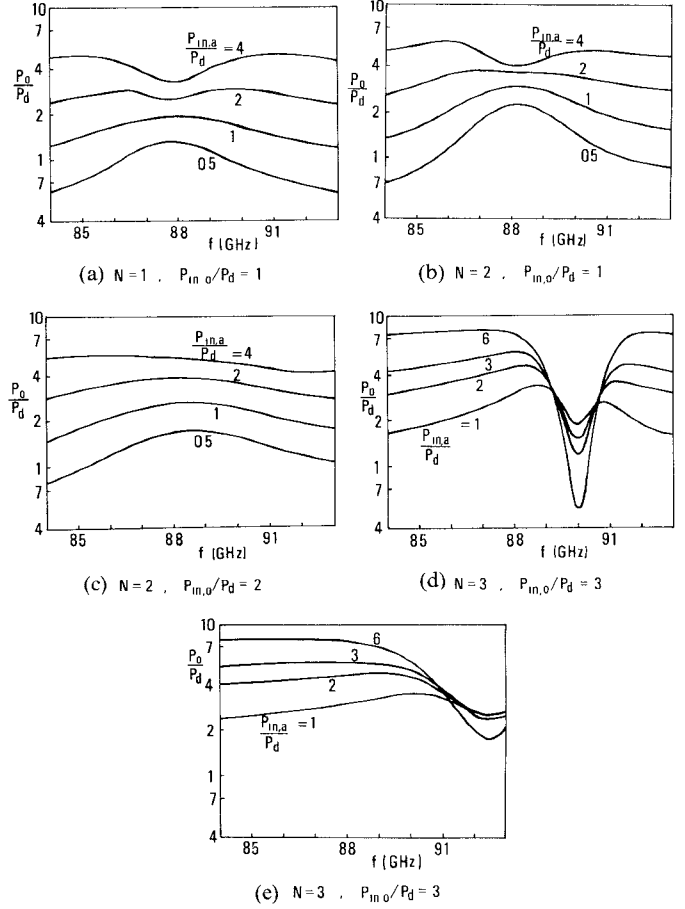 10
7
P_in,a/P_d = 4
P_o/P_d
4
2
2
1
1
7
0.5
4
85 88 91
f (GHz)
(a) N=1 , P_in,o/P_d = 1
10
7
P_in,a/P_d = 4
P_o/P_d
4
2
2
1
1
7
05
4
85 88 91
f (GHz)
(b) N=2 , P_in,o/P_d = 1
10
7
P_in,a/P_d = 4
P_o/P_d
4
2
2
1
1
7
05
4
85 88 91
f (GHz)
(c) N=2 , P_in,o/P_d = 2
10
7
6
P_o/P_d
4
3
2
2
P_in,a/P_d = 1
1
7
4
85 88 91
f (GHz)
(d) N=3 , P_in,o/P_d = 3
10
7
6
P_o/P_d
3
4
2
2
P_in,a/P_d = 1
1
7
4
85 88 91
f (GHz)
(e) N=3 , P_in,o/P_d = 3